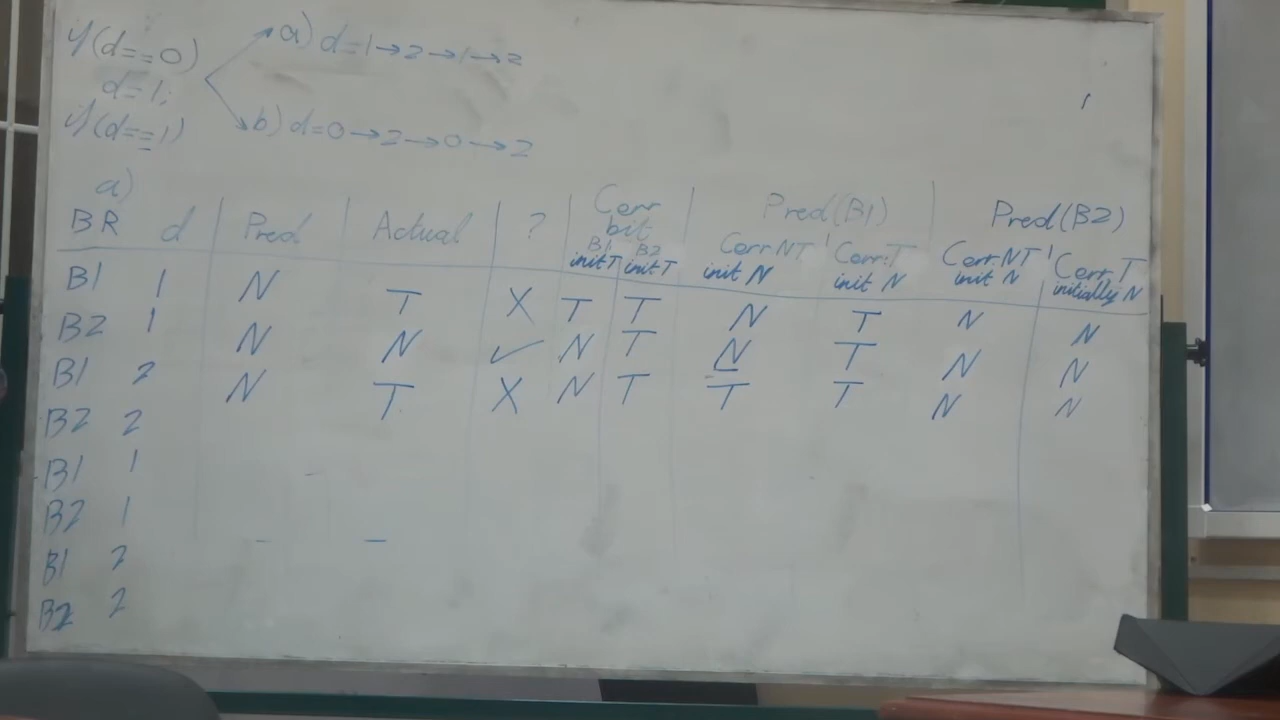 if(d==0)
d=1;
if(d==1)
a) d=1→2→1→2
b) d=0→2→0→2
a)
BR d | Pred | Actual | ? | Corr bit | Pred(B1) | Pred(B2)
B1 init T | B2 init T | Corr NT init N | Corr. T init N | Corr NT init N | Corr T initially N
B1 1 N T X T T N T N N
B2 1 N N ✓ N T N T N N
B1 2 N T X N T T T N N
B2 2
B1 1
B2 1
B1 2
B2 2